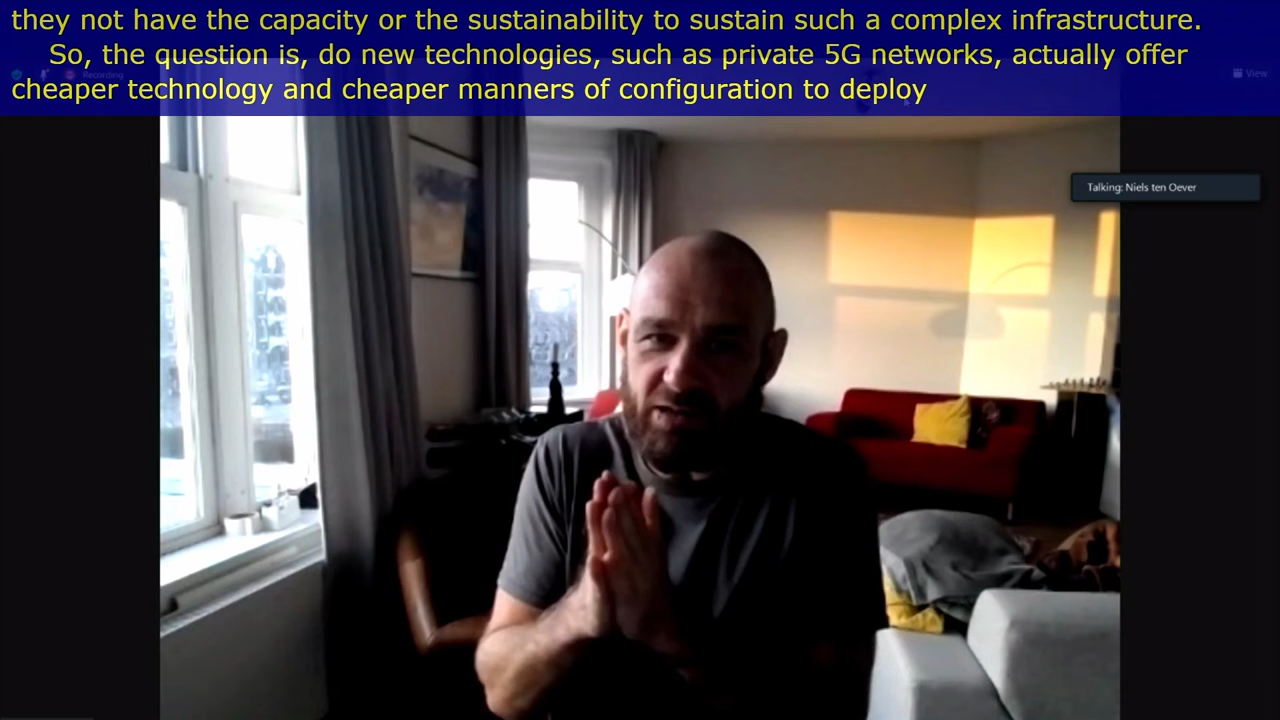 they not have the capacity or the sustainability to sustain such a complex infrastructure.
So, the question is, do new technologies, such as private 5G networks, actually offer
cheaper technology and cheaper manners of configuration to deploy
Recording
View
Talking: Niels ten Oever